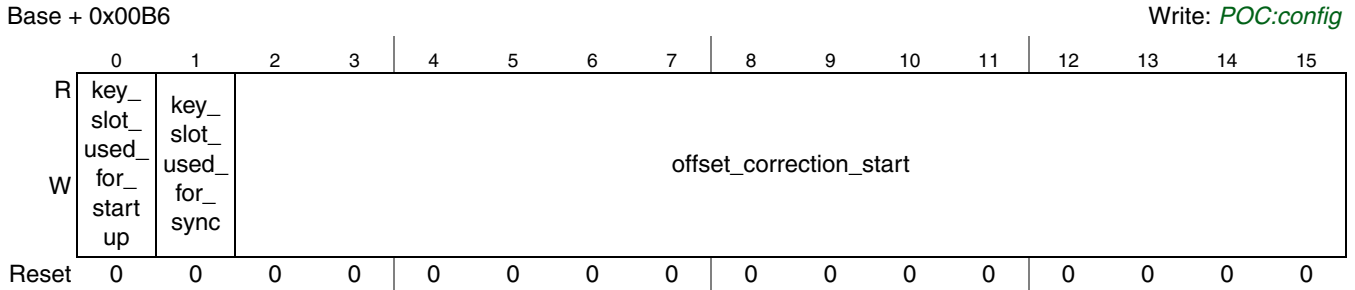 Base + 0x00B6 Write: POC:config
0 1 2 3 4 5 6 7 8 9 10 11 12 13 14 15
R
W
key_
slot_
used_
for_
start
up
key_
slot_
used_
for_
sync
offset_correction_start
Reset 0 0 0 0 0 0 0 0 0 0 0 0 0 0 0 0